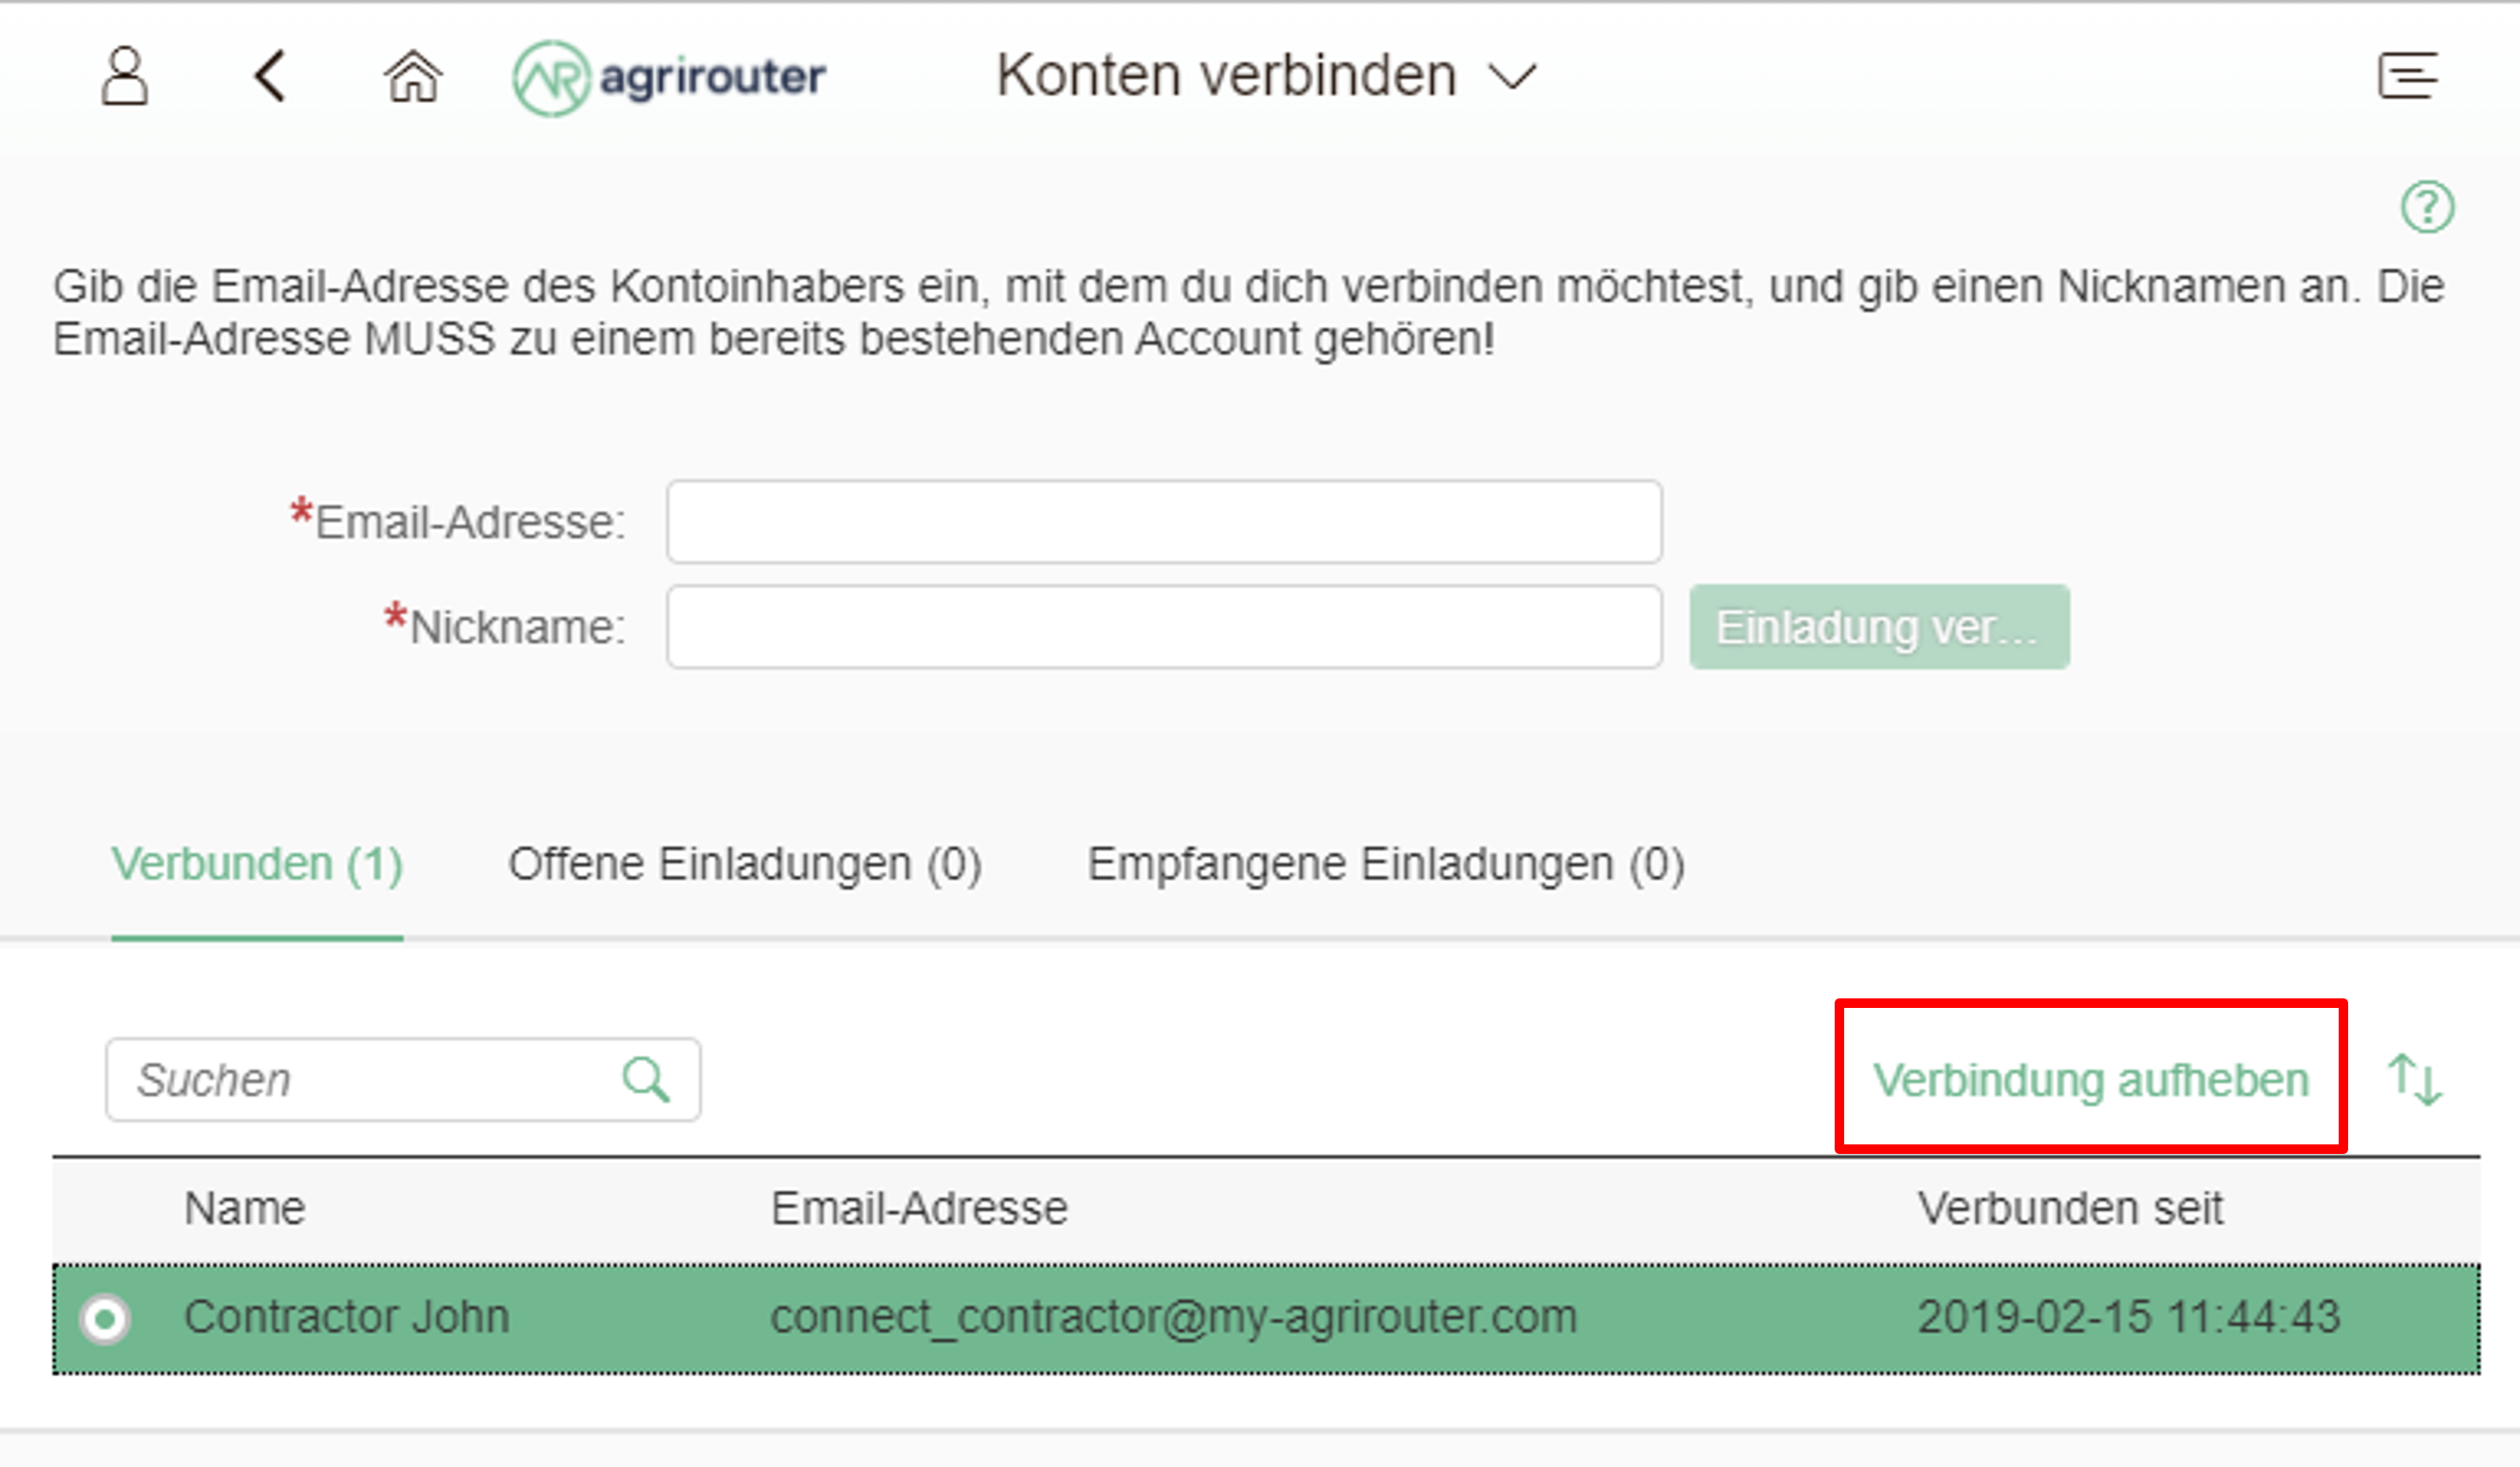 agrirouter
Konten verbinden
Gib die Email-Adresse des Kontoinhabers ein, mit dem du dich verbinden möchtest, und gib einen Nicknamen an. Die
Email-Adresse MUSS zu einem bereits bestehenden Account gehören!
*Email-Adresse:
*Nickname:
Einladung ver...
Verbunden (1)
Offene Einladungen (0)
Empfangene Einladungen (0)
Suchen
Verbindung aufheben
Name
Email-Adresse
Verbunden seit
Contractor John
connect_contractor@my-agrirouter.com
2019-02-15 11:44:43